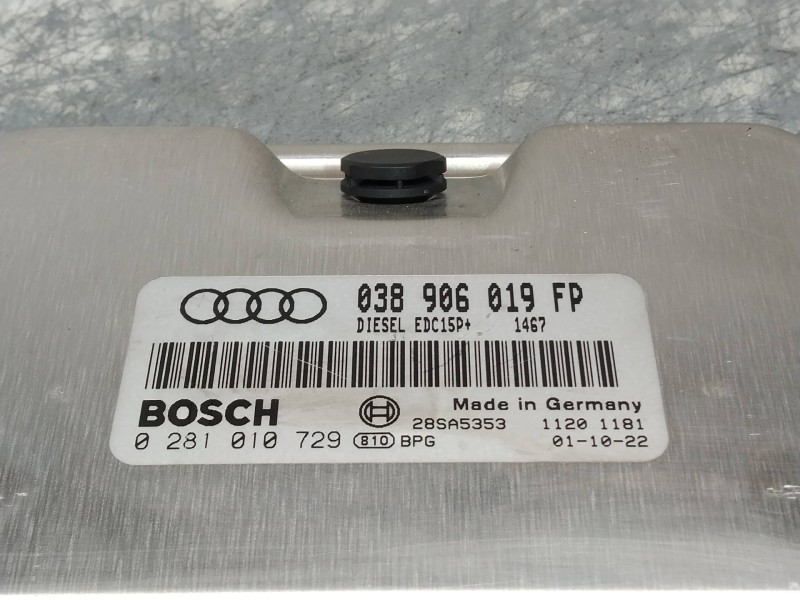 038 906 019 FP
DIESEL EDC15P+ 1467
BOSCH Made in Germany
28SA5353 1120 1181
0 281 010 729 810 BPG 01-10-22